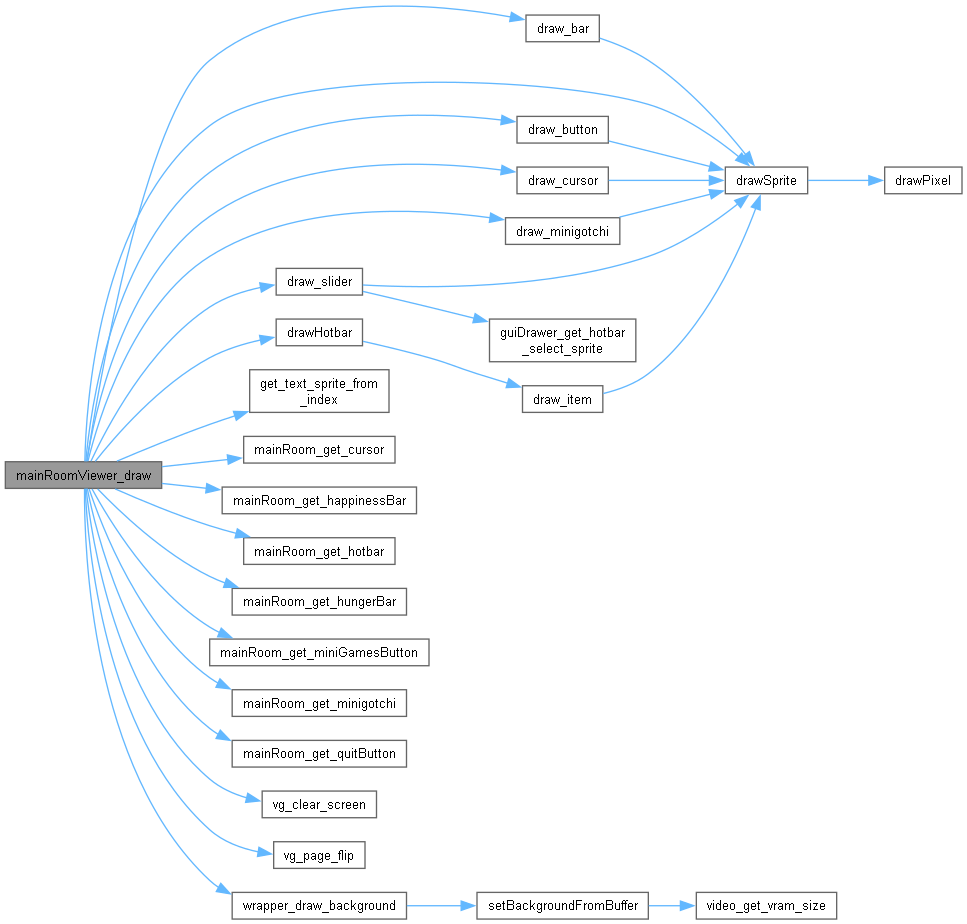 draw_bar
draw_button
draw_cursor
drawSprite
drawPixel
draw_minigotchi
draw_slider
drawHotbar
guiDrawer_get_hotbar
_select_sprite
get_text_sprite_from
_index
draw_item
mainRoom_get_cursor
mainRoomViewer_draw
mainRoom_get_happinessBar
mainRoom_get_hotbar
mainRoom_get_hungerBar
mainRoom_get_miniGamesButton
mainRoom_get_minigotchi
mainRoom_get_quitButton
vg_clear_screen
vg_page_flip
wrapper_draw_background
setBackgroundFromBuffer
video_get_vram_size